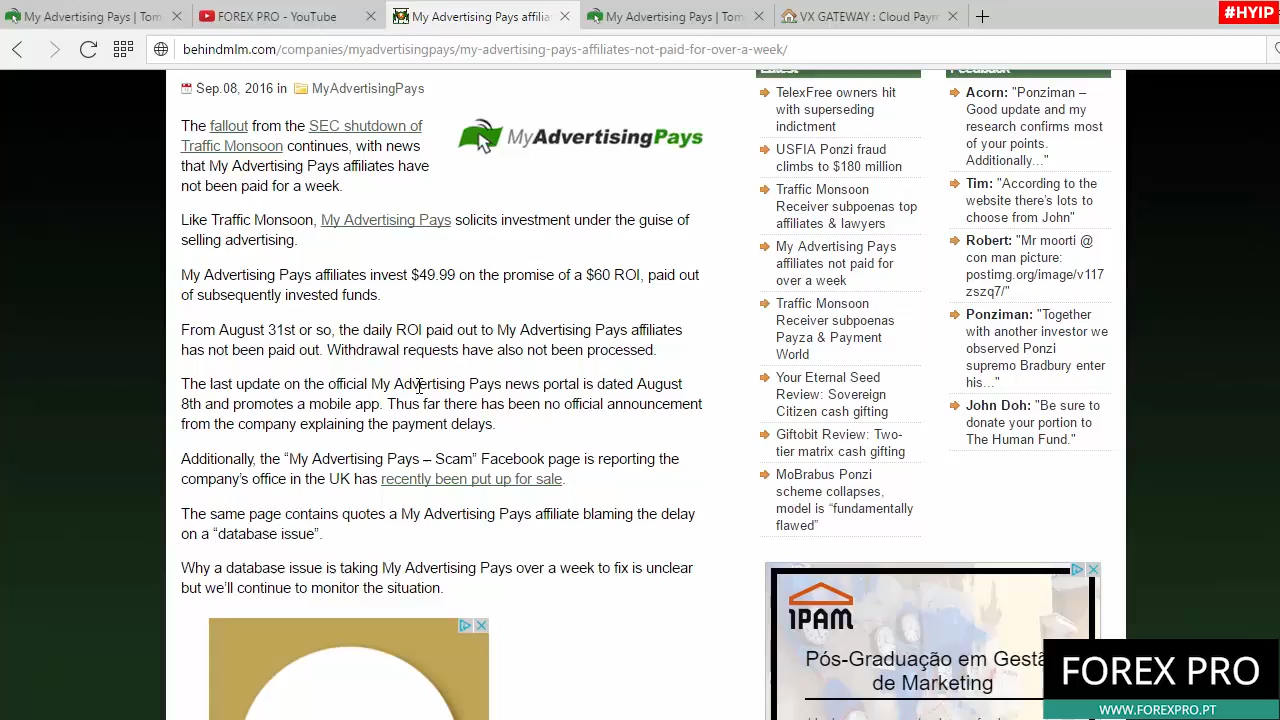 My Advertising Pays | Tom
FOREX PRO - YouTube
My Advertising Pays affilia
My Advertising Pays | Tom
VX GATEWAY: Cloud Paym
#HYIP
behindmlm.com/companies/myadvertisingpays/my-advertising-pays-affiliates-not-paid-for-over-a-week/
Sep.08, 2016 in MyAdvertisingPays
The fallout from the SEC shutdown of
Traffic Monsoon continues, with news
that My Advertising Pays affiliates have
not been paid for a week.
MyAdvertisingPays
Like Traffic Monsoon, My Advertising Pays solicits investment under the guise of
selling advertising.
My Advertising Pays affiliates invest $49.99 on the promise of a $60 ROI, paid out
of subsequently invested funds.
From August 31st or so, the daily ROI paid out to My Advertising Pays affiliates
has not been paid out. Withdrawal requests have also not been processed.
The last update on the official My Advertising Pays news portal is dated August
8th and promotes a mobile app. Thus far there has been no official announcement
from the company explaining the payment delays.
Additionally, the “My Advertising Pays – Scam” Facebook page is reporting the
company’s office in the UK has recently been put up for sale.
The same page contains quotes a My Advertising Pays affiliate blaming the delay
on a “database issue”.
Why a database issue is taking My Advertising Pays over a week to fix is unclear
but we’ll continue to monitor the situation.
Latest
TelexFree owners hit
with superseding
indictment
USFIA Ponzi fraud
climbs to $180 million
Traffic Monsoon
Receiver subpoenas top
affiliates & lawyers
My Advertising Pays
affiliates not paid for
over a week
Traffic Monsoon
Receiver subpoenas
Payza & Payment
World
Your Eternal Seed
Review: Sovereign
Citizen cash gifting
Giftobit Review: Two-
tier matrix cash gifting
MoBrabus Ponzi
scheme collapses,
model is “fundamentally
flawed”
Feedback
Acorn: "Ponziman –
Good update and my
research confirms most
of your points.
Additionally..."
Tim: "According to the
website there’s lots to
choose from John"
Robert: "Mr moorti @
con man picture:
postimg.org/image/v117
zszq7/"
Ponziman: "Together
with another investor we
observed Ponzi
supremo Bradbury enter
his..."
John Doh: "Be sure to
donate your portion to
The Human Fund."
IPAM
Pós-Graduação em Gestã
de Marketing
FOREX PRO
WWW.FOREXPRO.PT